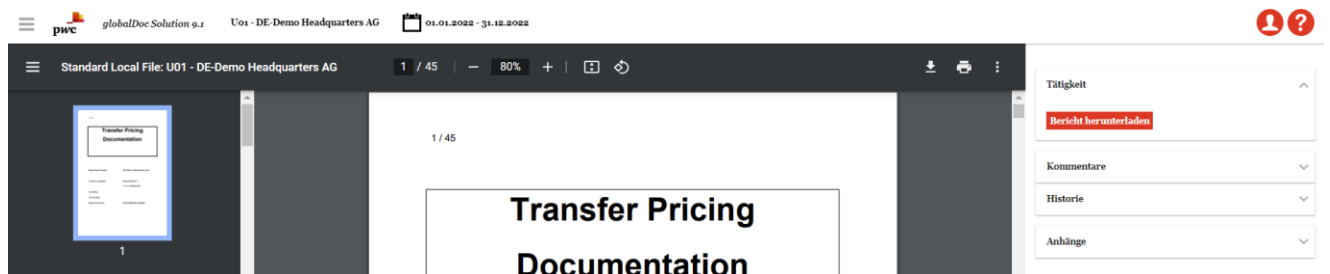 pwc globalDoc Solution 9.1 U01 - DE-Demo Headquarters AG 01.01.2022 - 31.12.2022 ?
Standard Local File: U01 - DE-Demo Headquarters AG 1 / 45 80%
Transfer Pricing
Documentation
1
1 / 45
Transfer Pricing
Documentation
Tätigkeit
Bericht herunterladen
Kommentare
Historie
Anhänge